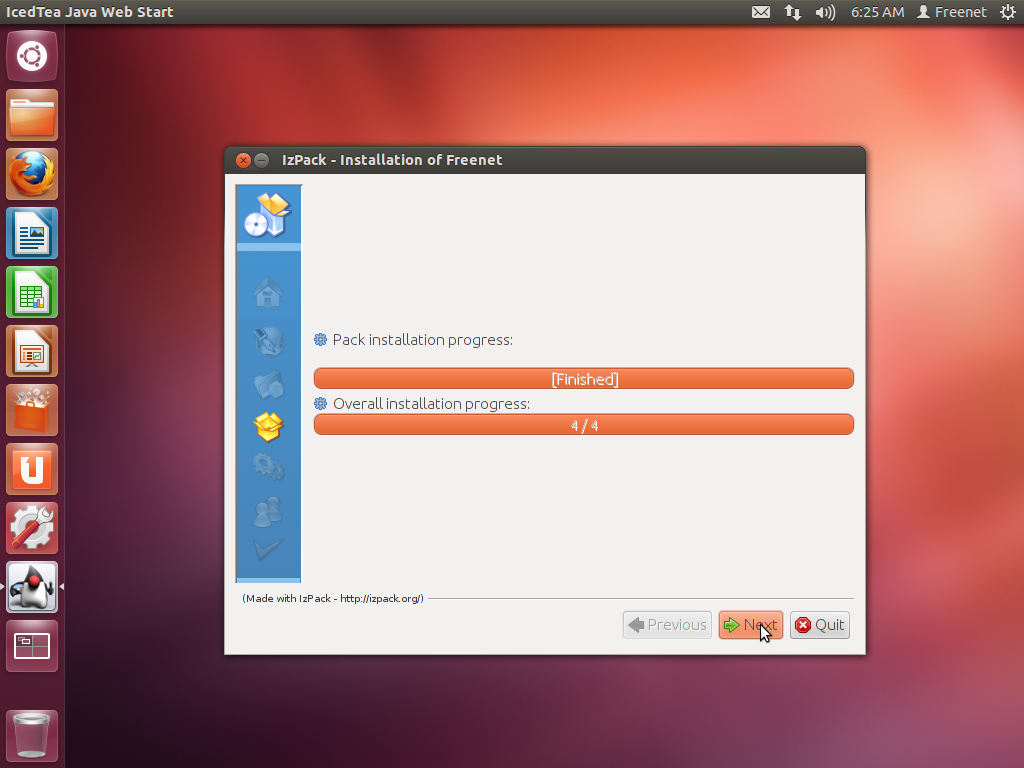 IcedTea Java Web Start
6:25 AM Freenet
IzPack - Installation of Freenet
Pack installation progress:
[Finished]
Overall installation progress:
4 / 4
(Made with IzPack - http://izpack.org/)
Previous Next Quit